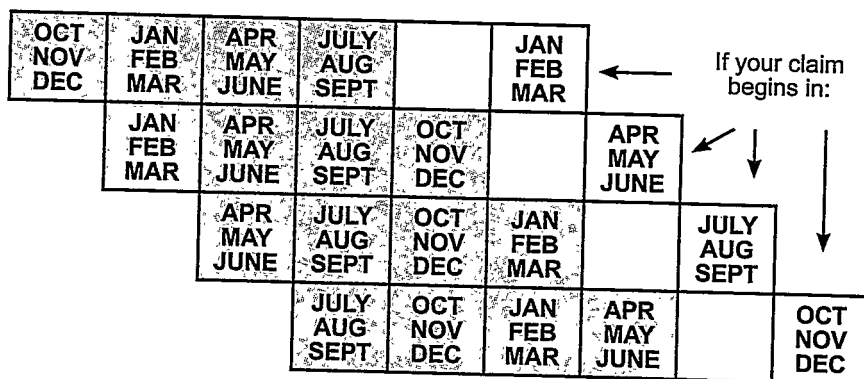 OCT JAN APR JULY JAN
NOV FEB MAY AUG FEB
DEC MAR JUNE SEPT MAR
If your claim
begins in:
JAN APR JULY OCT APR
FEB MAY AUG NOV MAY
MAR JUNE SEPT DEC JUNE
APR JULY OCT JAN JULY
MAY AUG NOV FEB AUG
JUNE SEPT DEC MAR SEPT
JULY OCT JAN APR OCT
AUG NOV FEB MAY NOV
SEPT DEC MAR JUNE DEC